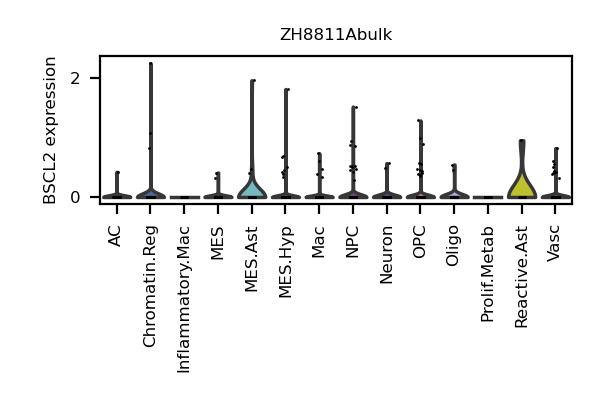 ZH8811Abulk
BSCL2 expression
2
0
AC
Chromatin.Reg
Inflammatory.Mac
MES
MES.Ast
MES.Hyp
Mac
NPC
Neuron
OPC
Oligo
Prolif.Metab
Reactive.Ast
Vasc